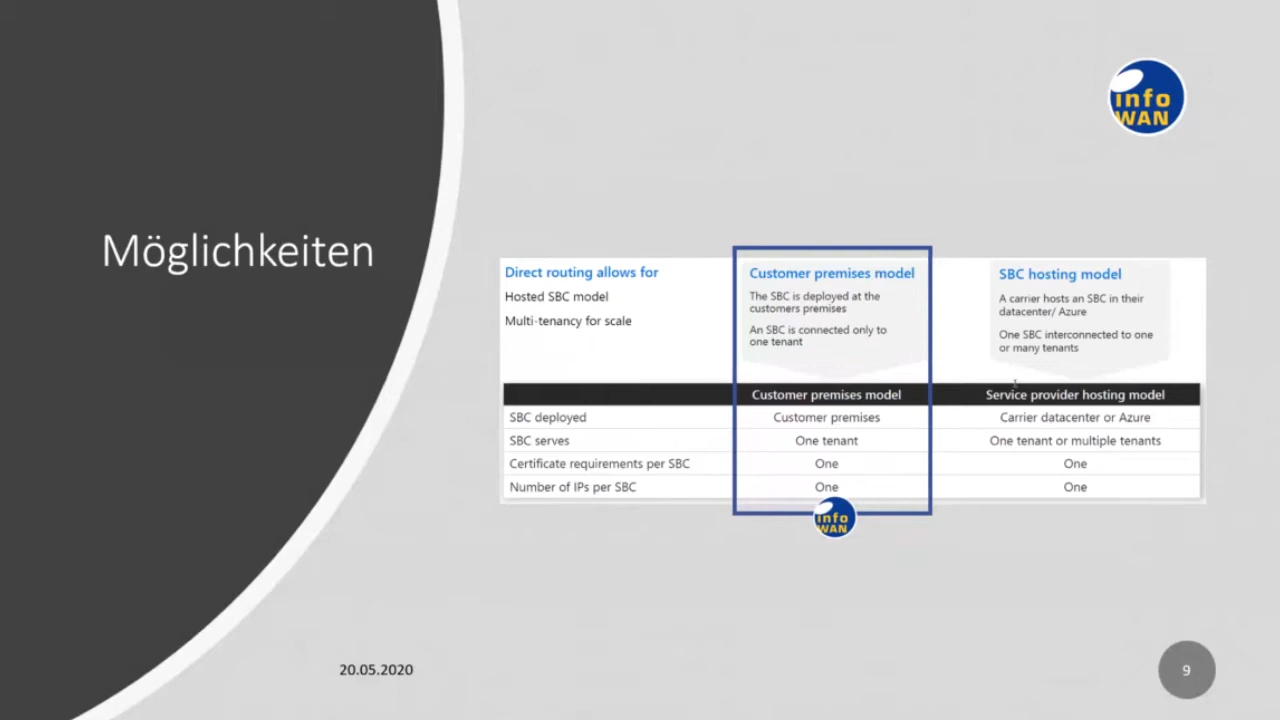 info
WAN
Möglichkeiten
Direct routing allows for
Hosted SBC model
Multi-tenancy for scale
Customer premises model
The SBC is deployed at the
customers premises
An SBC is connected only to
one tenant
SBC hosting model
A carrier hosts an SBC in their
datacenter/ Azure
One SBC interconnected to one
or many tenants
Customer premises model Service provider hosting model
SBC deployed Customer premises Carrier datacenter or Azure
SBC serves One tenant One tenant or multiple tenants
Certificate requirements per SBC One One
Number of IPs per SBC One One
info
WAN
20.05.2020
9